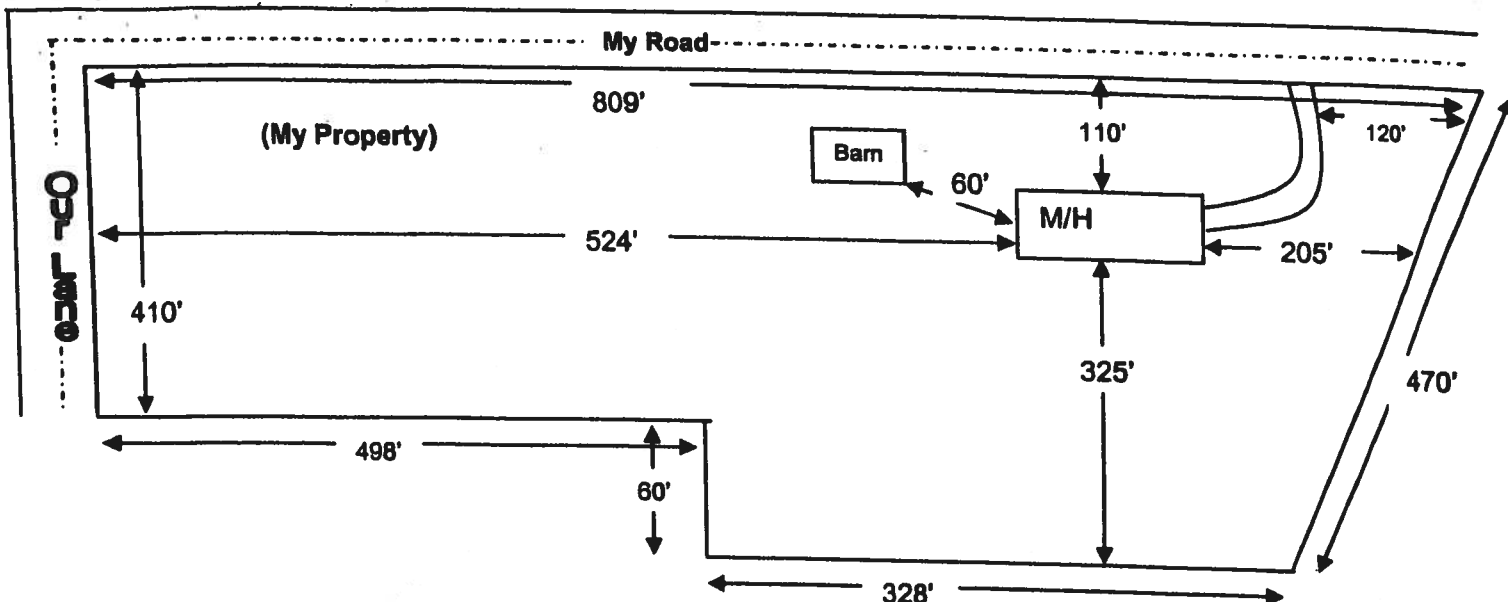 My Road
809'
(My Property)
110'
120'
Barn
60'
M/H
Our Lane
524'
205'
410'
325'
470'
498'
60'
328'